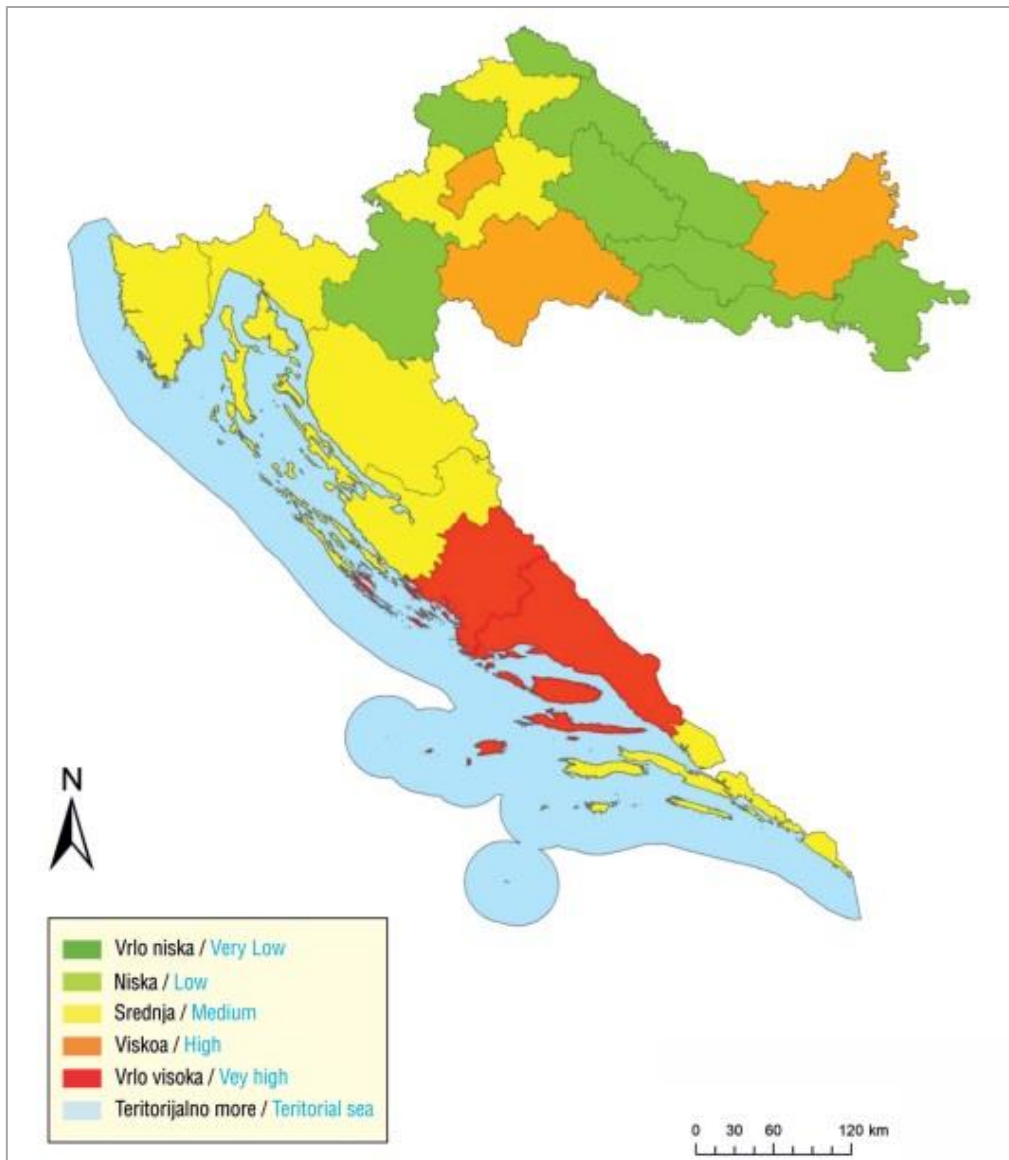 N
Vrlo niska / Very Low
Niska / Low
Srednja / Medium
Viskoa / High
Vrlo visoka / Vey high
Teritorijalno more / Teritorial sea
0 30 60 120 km